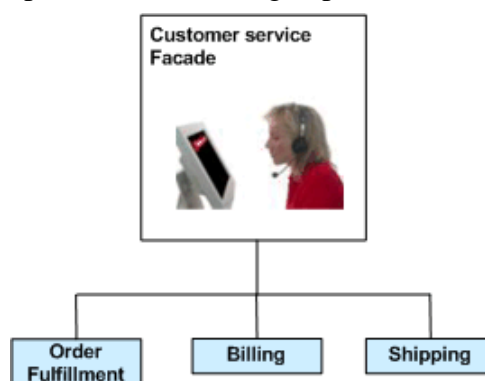 Customer service
Facade
Order
Fulfillment
Billing
Shipping